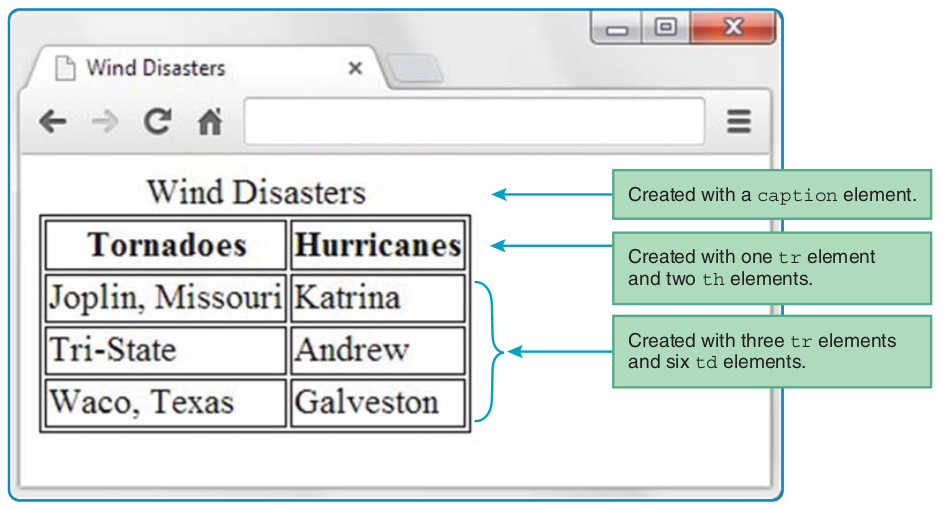 Wind Disasters
Wind Disasters
Created with a caption element.
Tornadoes Hurricanes
Created with one tr element
and two th elements.
Joplin, Missouri Katrina
Tri-State Andrew
Waco, Texas Galveston
Created with three tr elements
and six td elements.